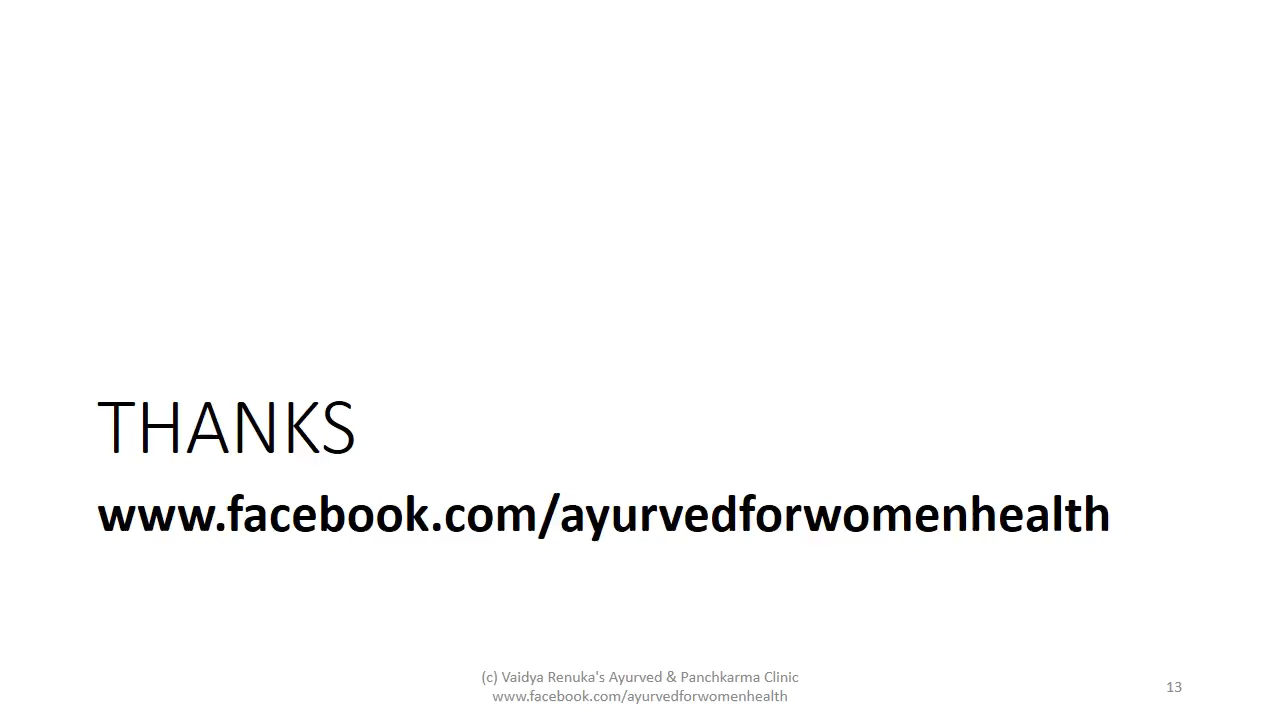 THANKS
www.facebook.com/ayurvedforwomenhealth
(c) Vaidya Renuka's Ayurved & Panchkarma Clinic
www.facebook.com/ayurvedforwomenhealth
13